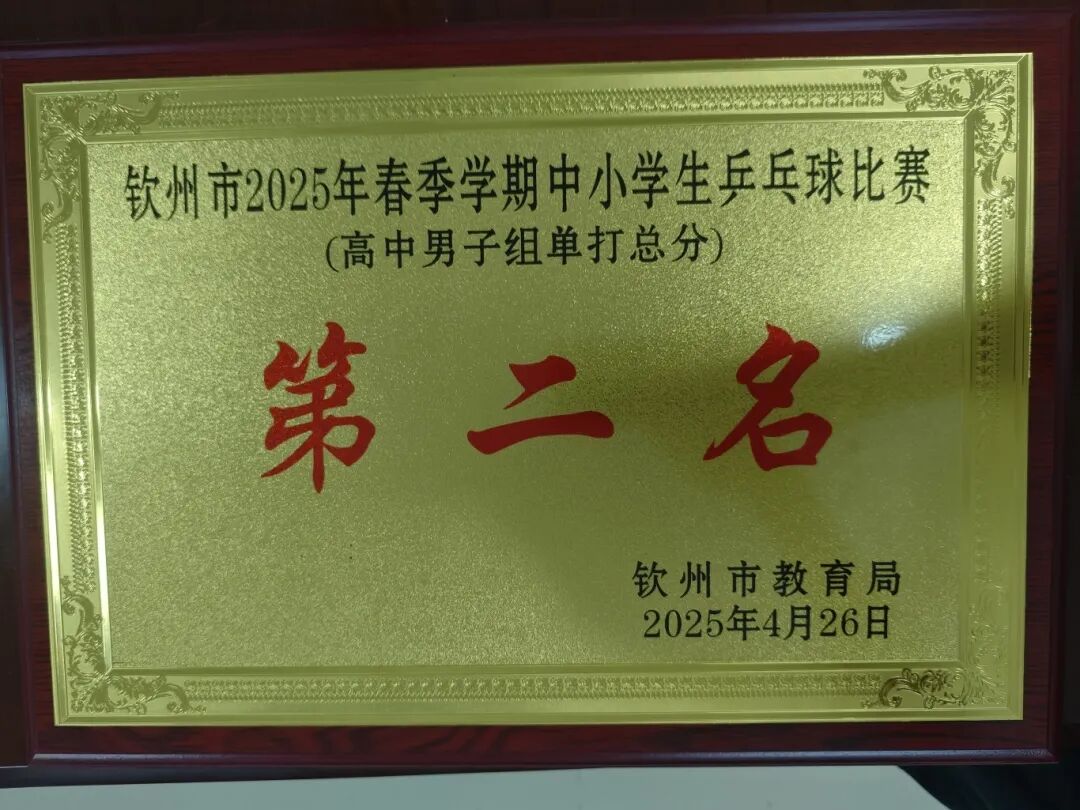 钦州市2025年春季学期中小学生乒乓球比赛
(高中男子组单打总分)
第二名
钦州市教育局
2025年4月26日